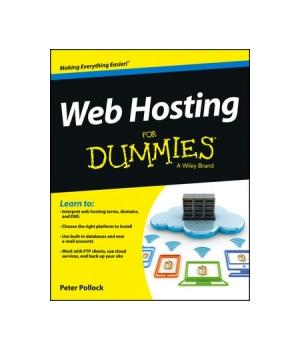 Making Everything Easier!™
Web Hosting
FOR
DUMMIES®
A Wiley Brand
Learn to:
• Interpret web hosting terms, domains,
and DNS
• Choose the right platform to install
• Use built-in databases and new
e-mail accounts
• Work with FTP clients, use cloud
services, and back up your site
Peter Pollock